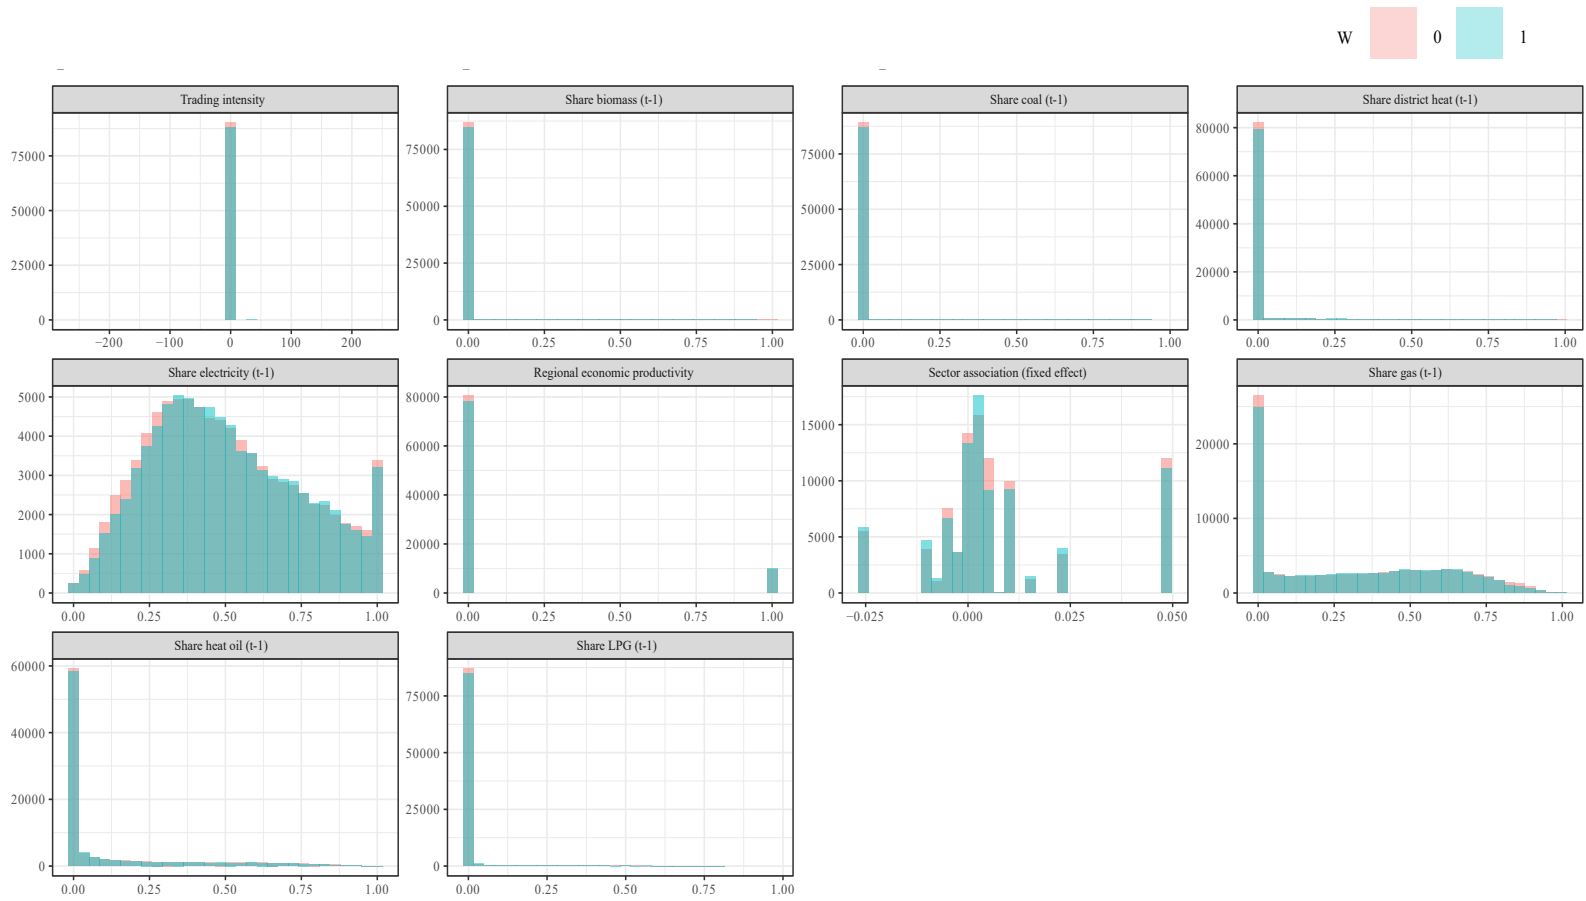 W 0 1
Trading intensity
75000
50000
25000
0
−200 −100 0 100 200
Share biomass (t-1)
75000
50000
25000
0
0.00 0.25 0.50 0.75 1.00
Share coal (t-1)
75000
50000
25000
0
0.00 0.25 0.50 0.75 1.00
Share district heat (t-1)
80000
60000
40000
20000
0
0.00 0.25 0.50 0.75 1.00
Share electricity (t-1)
5000
4000
3000
2000
1000
0
0.00 0.25 0.50 0.75 1.00
Regional economic productivity
80000
60000
40000
20000
0
0.00 0.25 0.50 0.75 1.00
Sector association (fixed effect)
15000
10000
5000
0
−0.025 0.000 0.025 0.050
Share gas (t-1)
20000
10000
0
0.00 0.25 0.50 0.75 1.00
Share heat oil (t-1)
60000
40000
20000
0
0.00 0.25 0.50 0.75 1.00
Share LPG (t-1)
75000
50000
25000
0
0.00 0.25 0.50 0.75 1.00